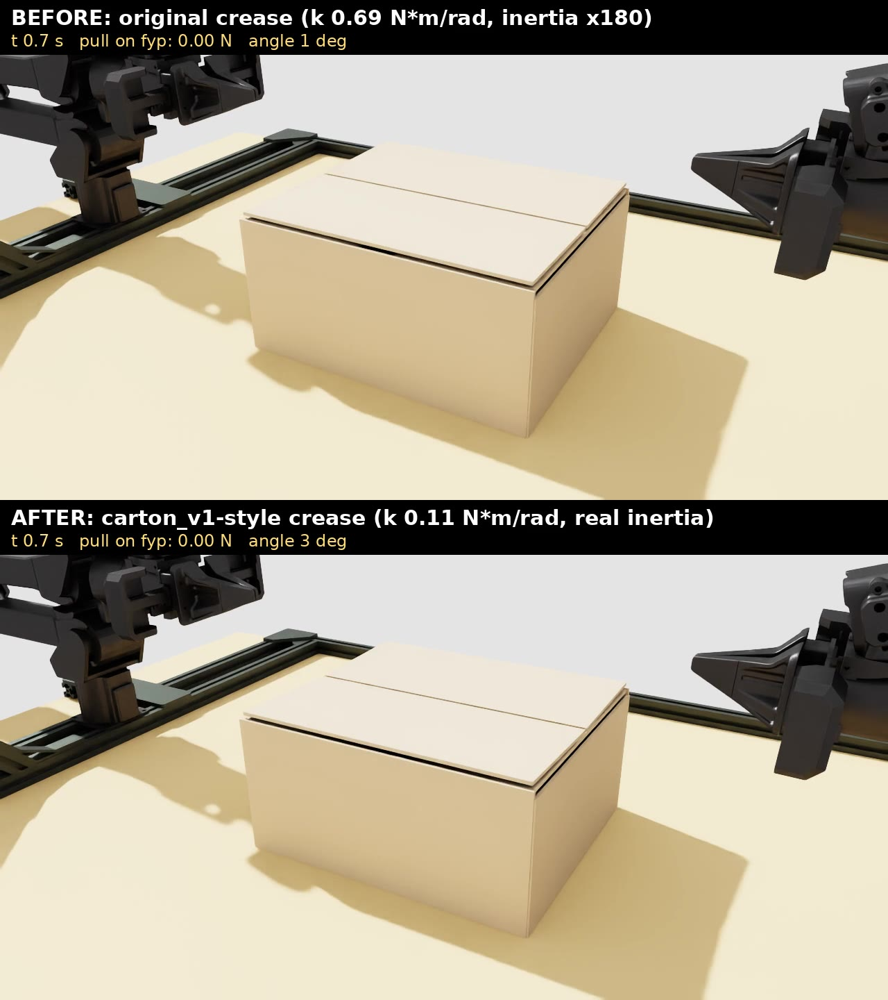 BEFORE: original crease (k 0.69 N*m/rad, inertia x180)
t 0.7 s   pull on fyp: 0.00 N   angle 1 deg
AFTER: carton_v1-style crease (k 0.11 N*m/rad, real inertia)
t 0.7 s   pull on fyp: 0.00 N   angle 3 deg